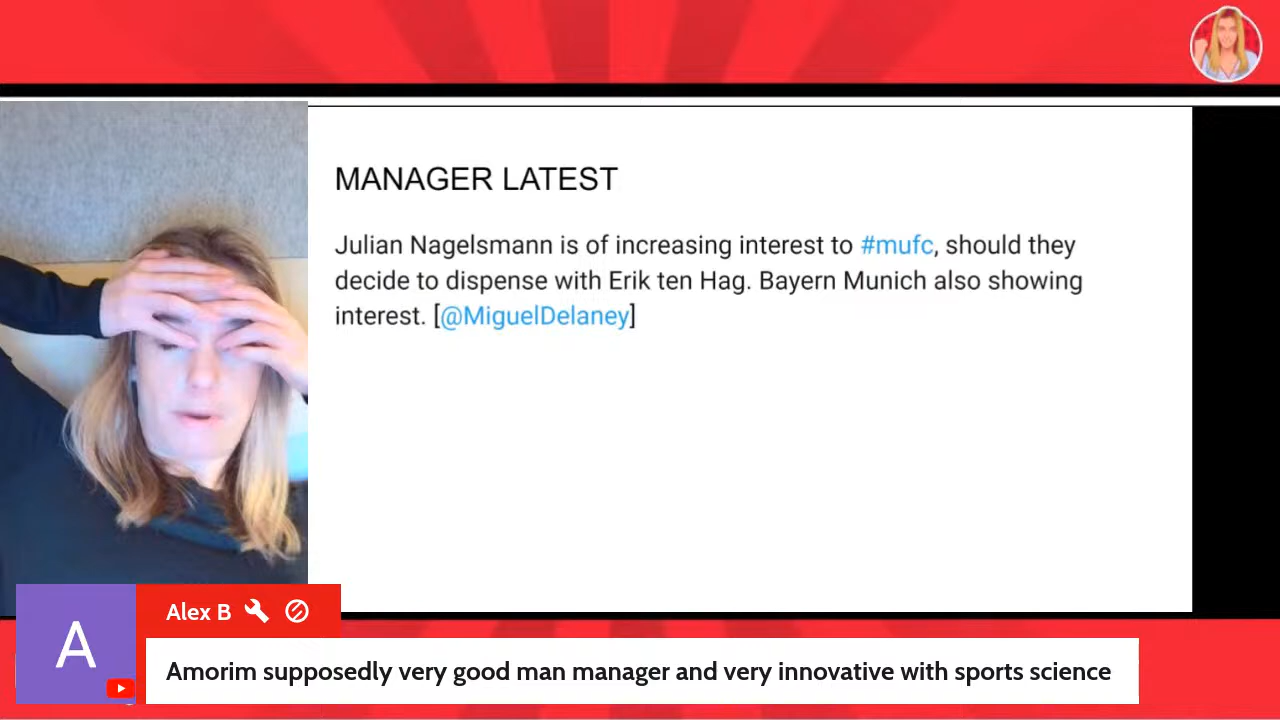 MANAGER LATEST
Julian Nagelsmann is of increasing interest to #mufc, should they
decide to dispense with Erik ten Hag. Bayern Munich also showing
interest. [@MiguelDelaney]
Alex B
A
Amorim supposedly very good man manager and very innovative with sports science